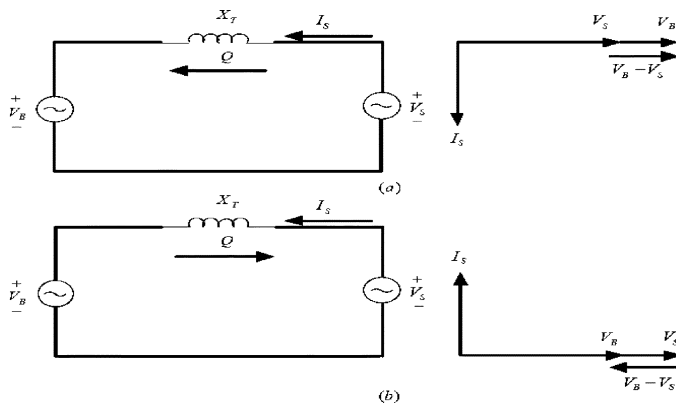 X_T
I_S
Q
+
V_B
−
+
V_S
−
V_S V_B
V_B − V_S
I_S
(a)
X_T
I_S
Q
+
V_B
−
+
V_S
−
I_S
V_B V_S
V_B − V_S
(b)